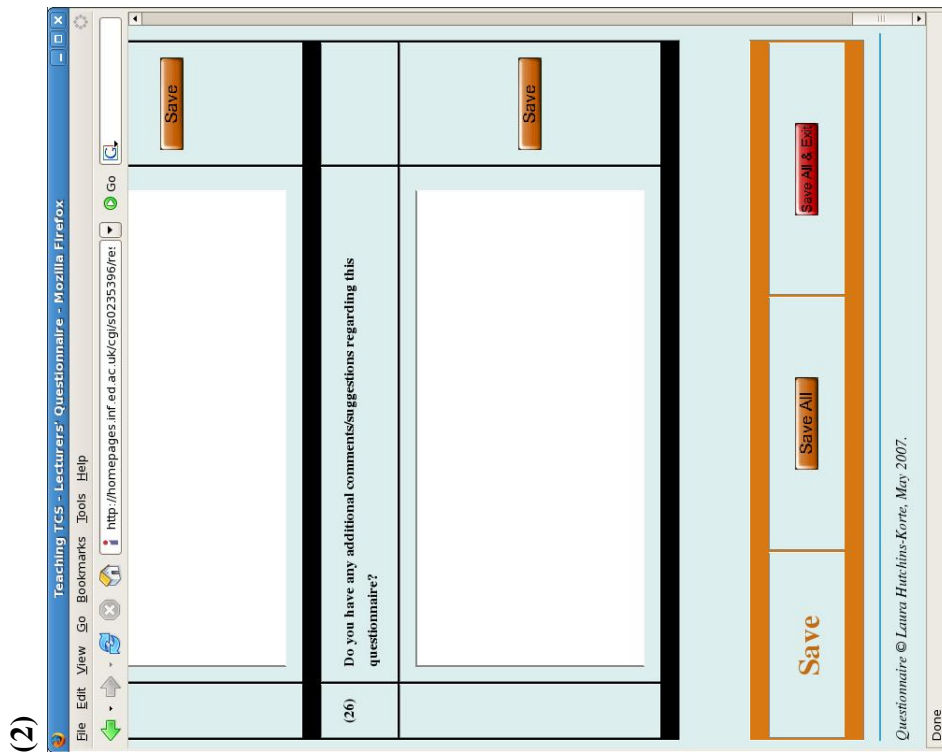 (2)
Teaching TCS - Lecturers' Questionnaire - Mozilla Firefox
File Edit View Go Bookmarks Tools Help
http://homepages.inf.ed.ac.uk/cgi/s0235396/res
Go
G
Save
(26)
Do you have any additional comments/suggestions regarding this
questionnaire?
Save
Save
Save All
Save All & Exit
Questionnaire © Laura Hutchins-Korte, May 2007.
Done